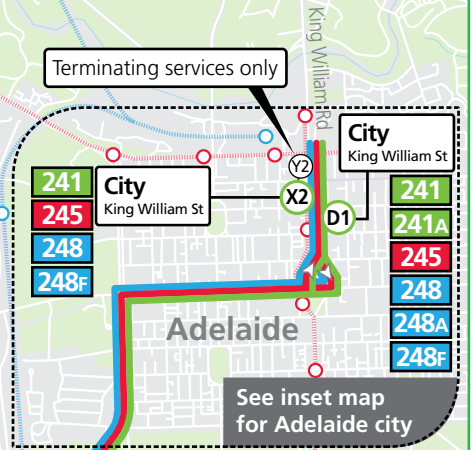 King William Rd
Terminating services only
Y2
City
King William St
X2
D1
City
King William St
241
245
248
248F
241
241A
245
248
248A
248F
Adelaide
See inset map
for Adelaide city